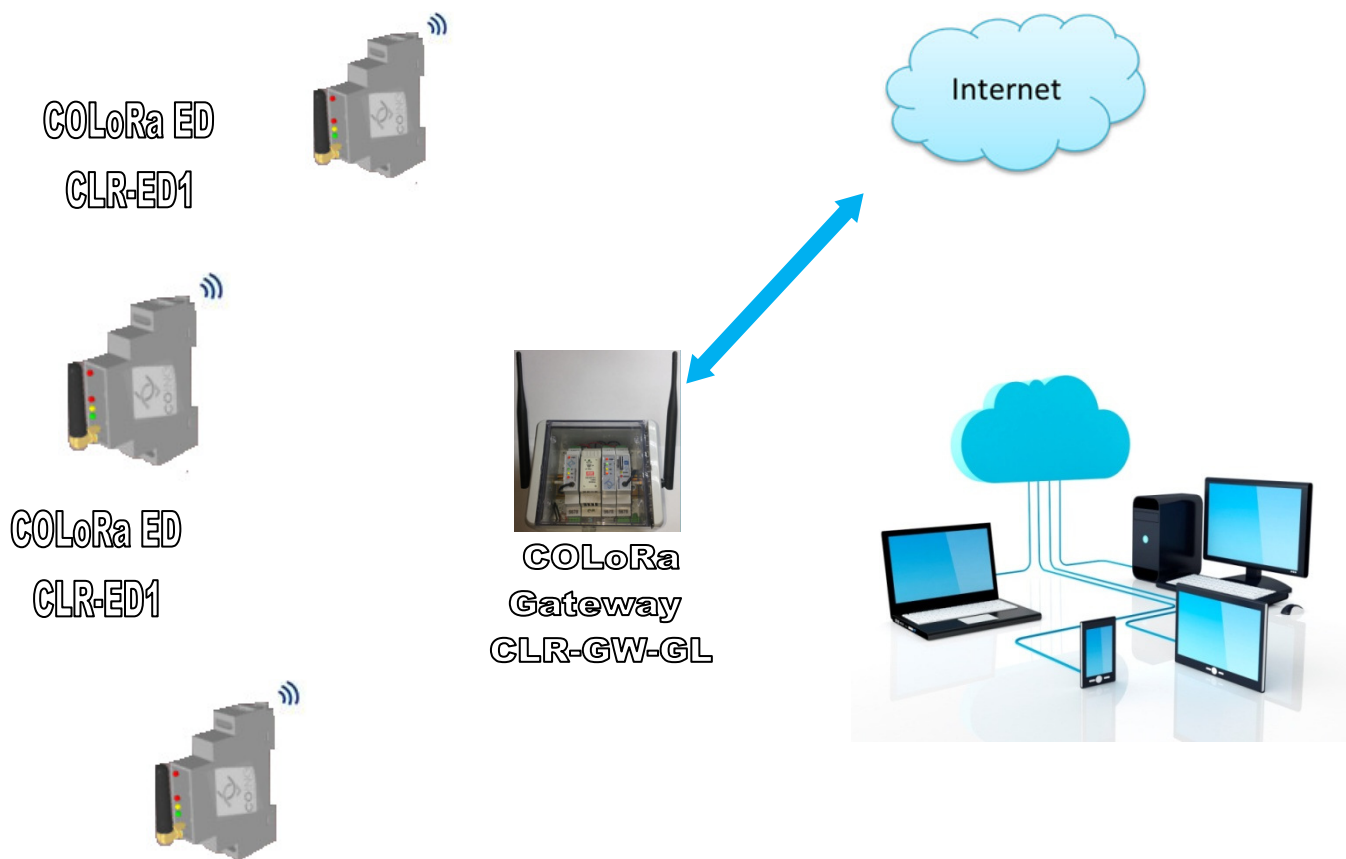 COLoRa ED
CLR-ED1
Internet
COLoRa ED
CLR-ED1
COLoRa
Gateway
CLR-GW-GL